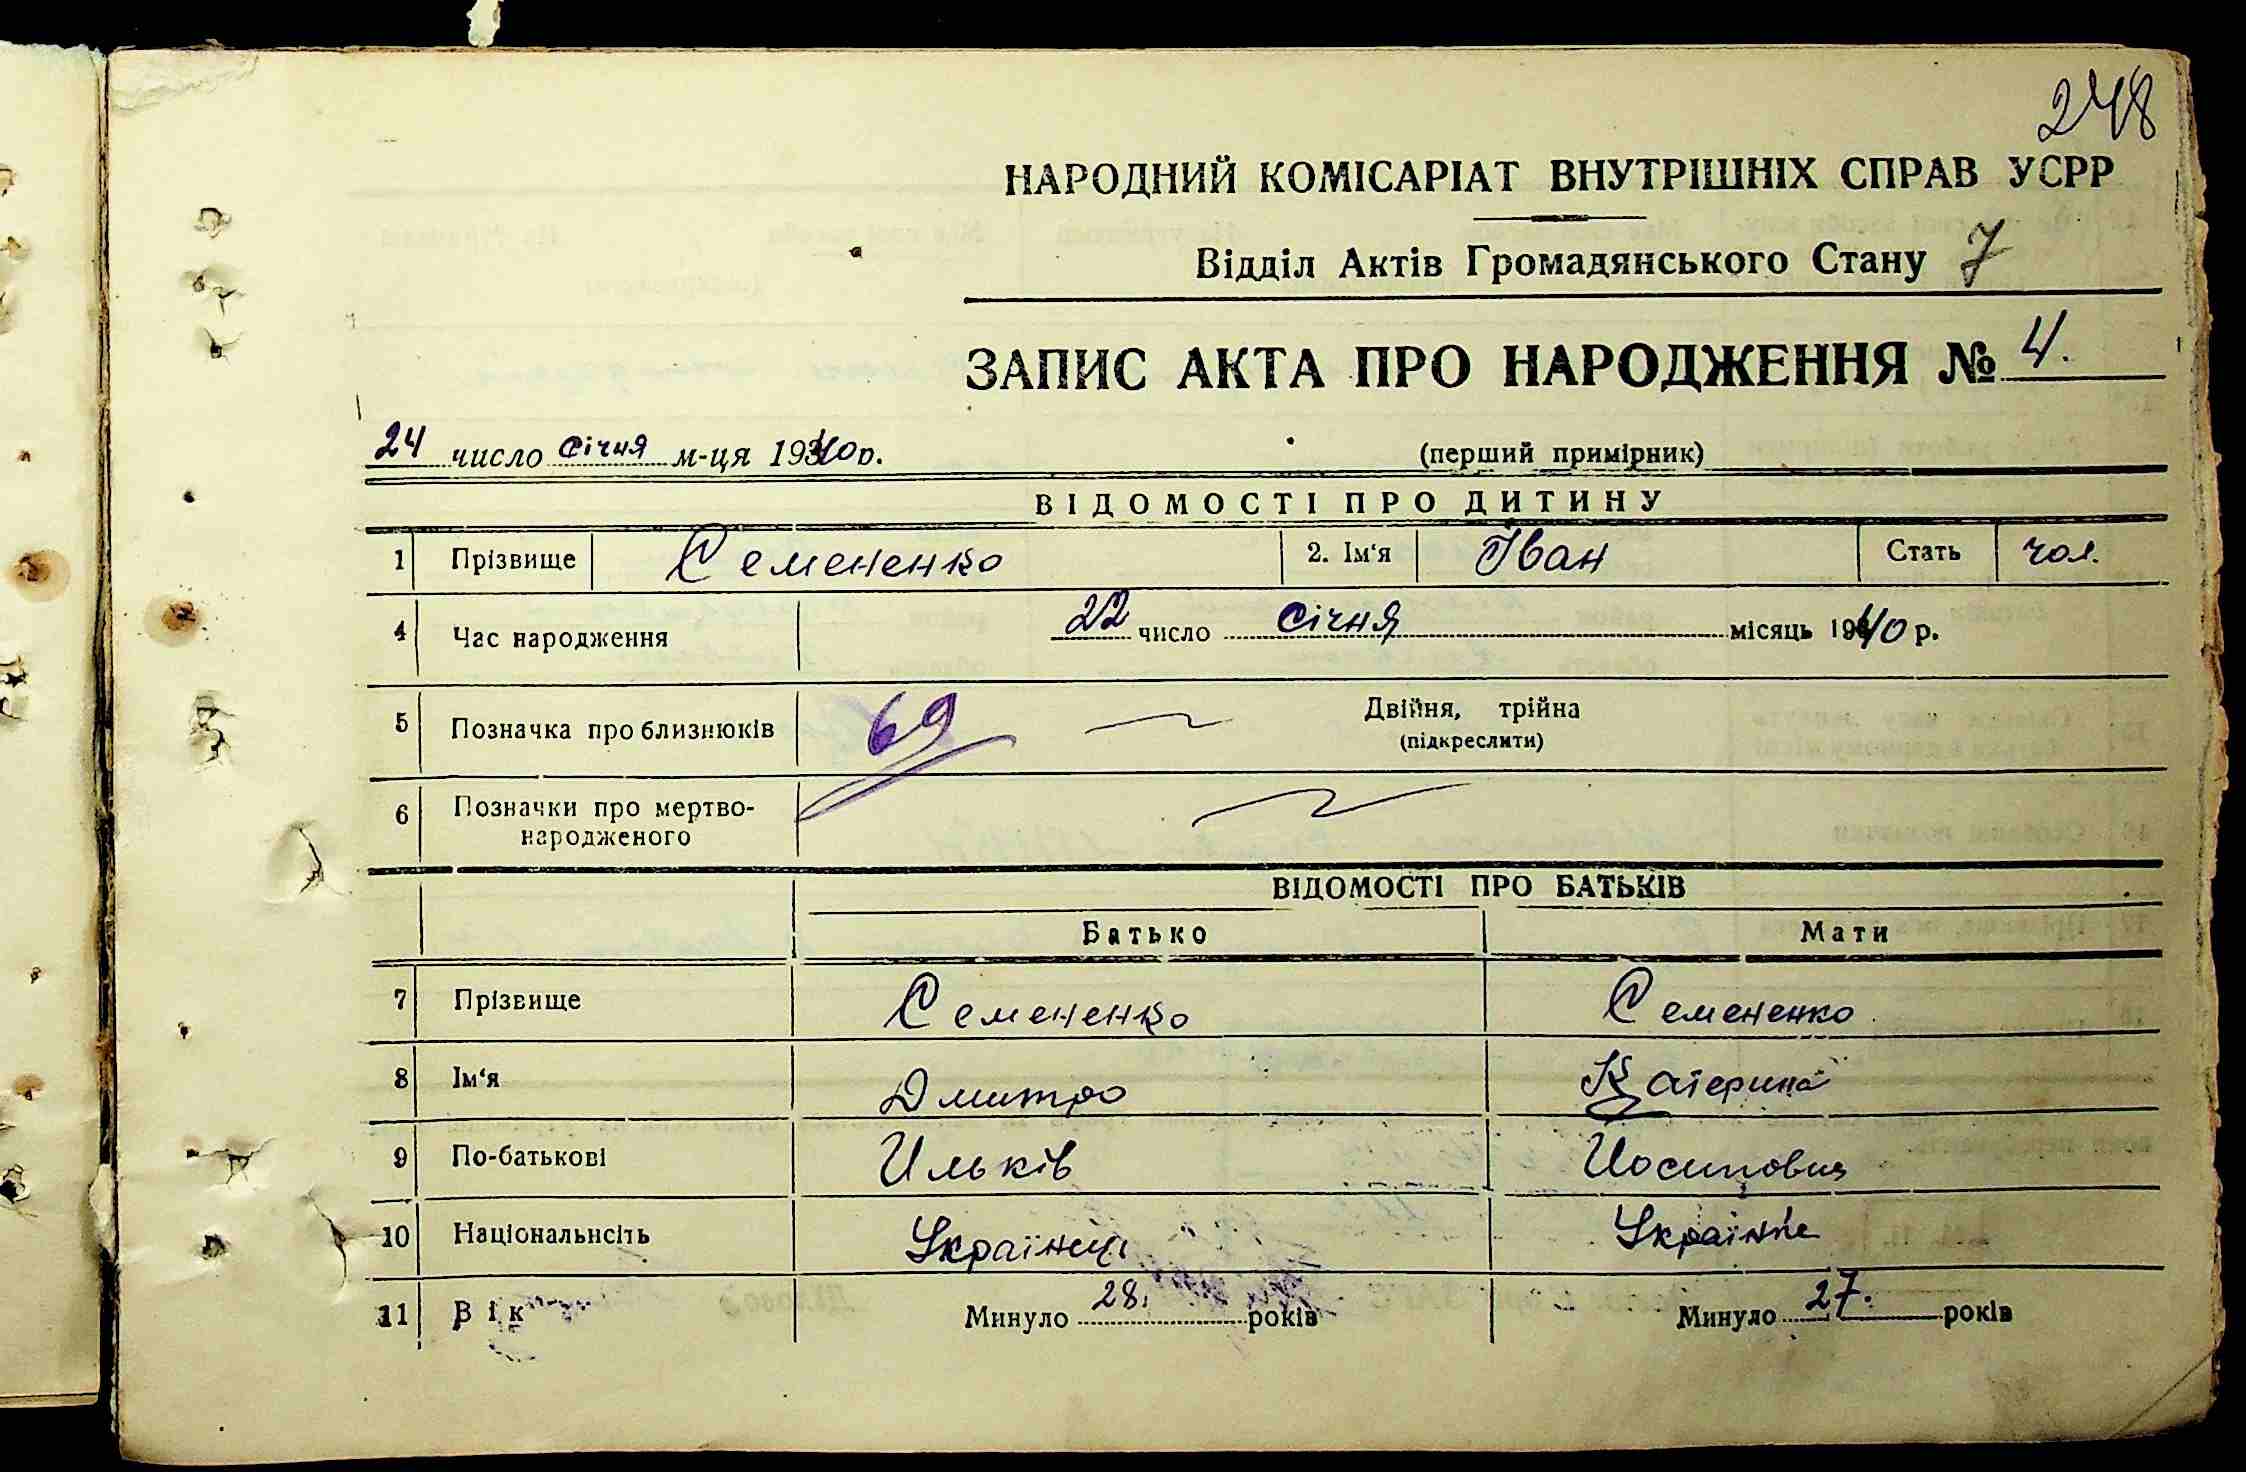 248
НАРОДНИЙ КОМІСАРІАТ ВНУТРІШНІХ СПРАВ УСРР
Відділ Актів Громадянського Стану 7
ЗАПИС АКТА ПРО НАРОДЖЕННЯ № 4.
24 число січня м-ця 1940 р.
(перший примірник)
ВІДОМОСТІ ПРО ДИТИНУ
1 Прізвище Семененко 2. Ім‘я Іван Стать чол.
4 Час народження 22 число січня місяць 1940 р.
5 Позначка про близнюків 69 Двійня, трійна
(підкреслити)
6 Позначки про мертво-
народженого
ВІДОМОСТІ ПРО БАТЬКІВ
Батько Мати
7 Прізвище Семененко Семененко
8 Ім‘я Дмитро Катерина
9 По-батькові Ильків Иосиповна
10 Національнсіть Українец
11 Вік Минуло 28. років Минуло 27. років